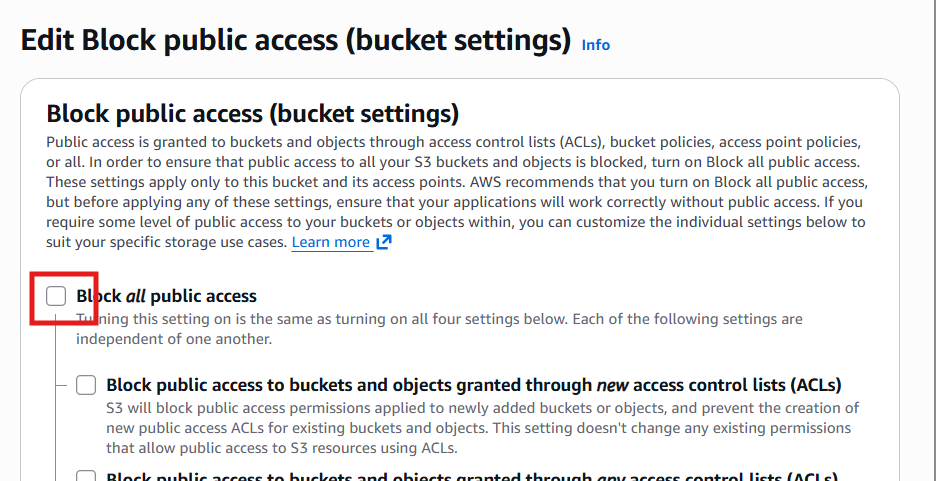 Edit Block public access (bucket settings) Info
Block public access (bucket settings)
Public access is granted to buckets and objects through access control lists (ACLs), bucket policies, access point policies,
or all. In order to ensure that public access to all your S3 buckets and objects is blocked, turn on Block all public access.
These settings apply only to this bucket and its access points. AWS recommends that you turn on Block all public access,
but before applying any of these settings, ensure that your applications will work correctly without public access. If you
require some level of public access to your buckets or objects within, you can customize the individual settings below to
suit your specific storage use cases. Learn more
Block all public access
Turning this setting on is the same as turning on all four settings below. Each of the following settings are
independent of one another.
Block public access to buckets and objects granted through new access control lists (ACLs)
S3 will block public access permissions applied to newly added buckets or objects, and prevent the creation of
new public access ACLs for existing buckets and objects. This setting doesn't change any existing permissions
that allow public access to S3 resources using ACLs.
Block public access to buckets and objects granted through any access control lists (ACLs)